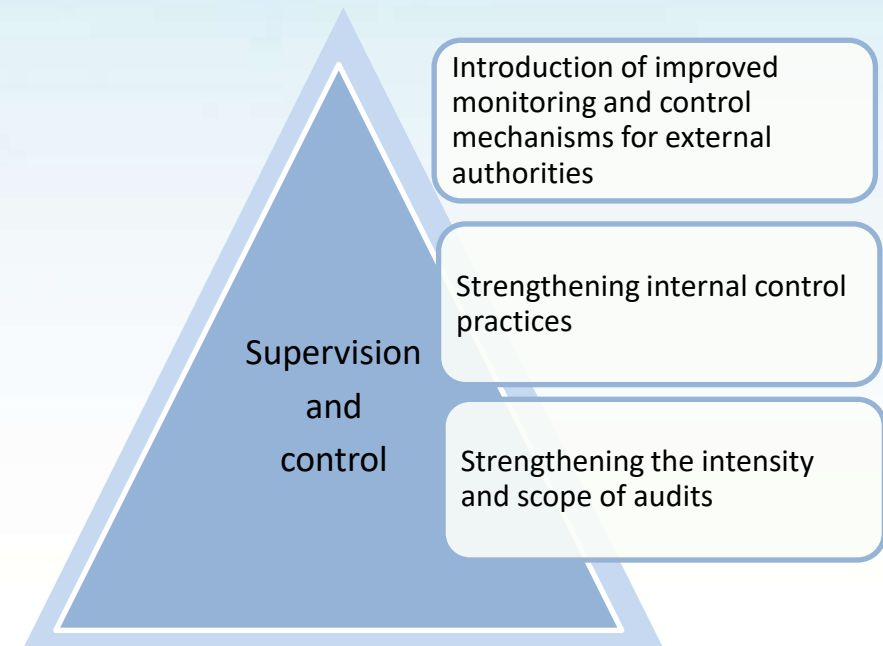 Introduction of improved
monitoring and control
mechanisms for external
authorities
Strengthening internal control
practices
Supervision
and
control
Strengthening the intensity
and scope of audits